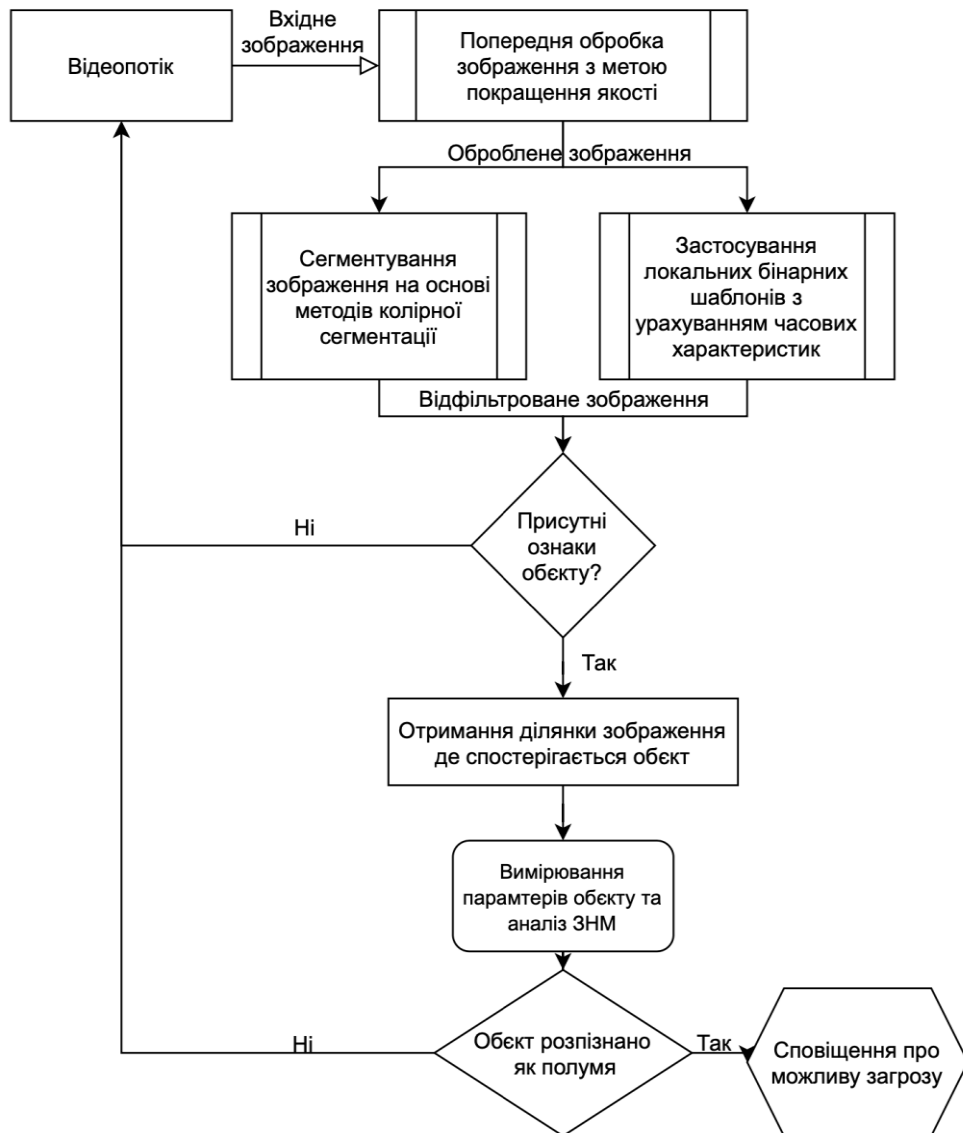 Відеопотік
Вхідне
зображення
Попередня обробка
зображення з метою
покращення якості
Оброблене зображення
Сегментування
зображення на основі
методів колірної
сегментації
Застосування
локальних бінарних
шаблонів з
урахуванням часових
характеристик
Відфільтроване зображення
Присутні
ознаки
обєкту?
Ні
Так
Отримання ділянки зображення
де спостерігається обєкт
Вимірювання
парамтерів обєкту та
аналіз ЗНМ
Обєкт розпізнано
як полумя
Ні
Так
Сповіщення про
можливу загрозу